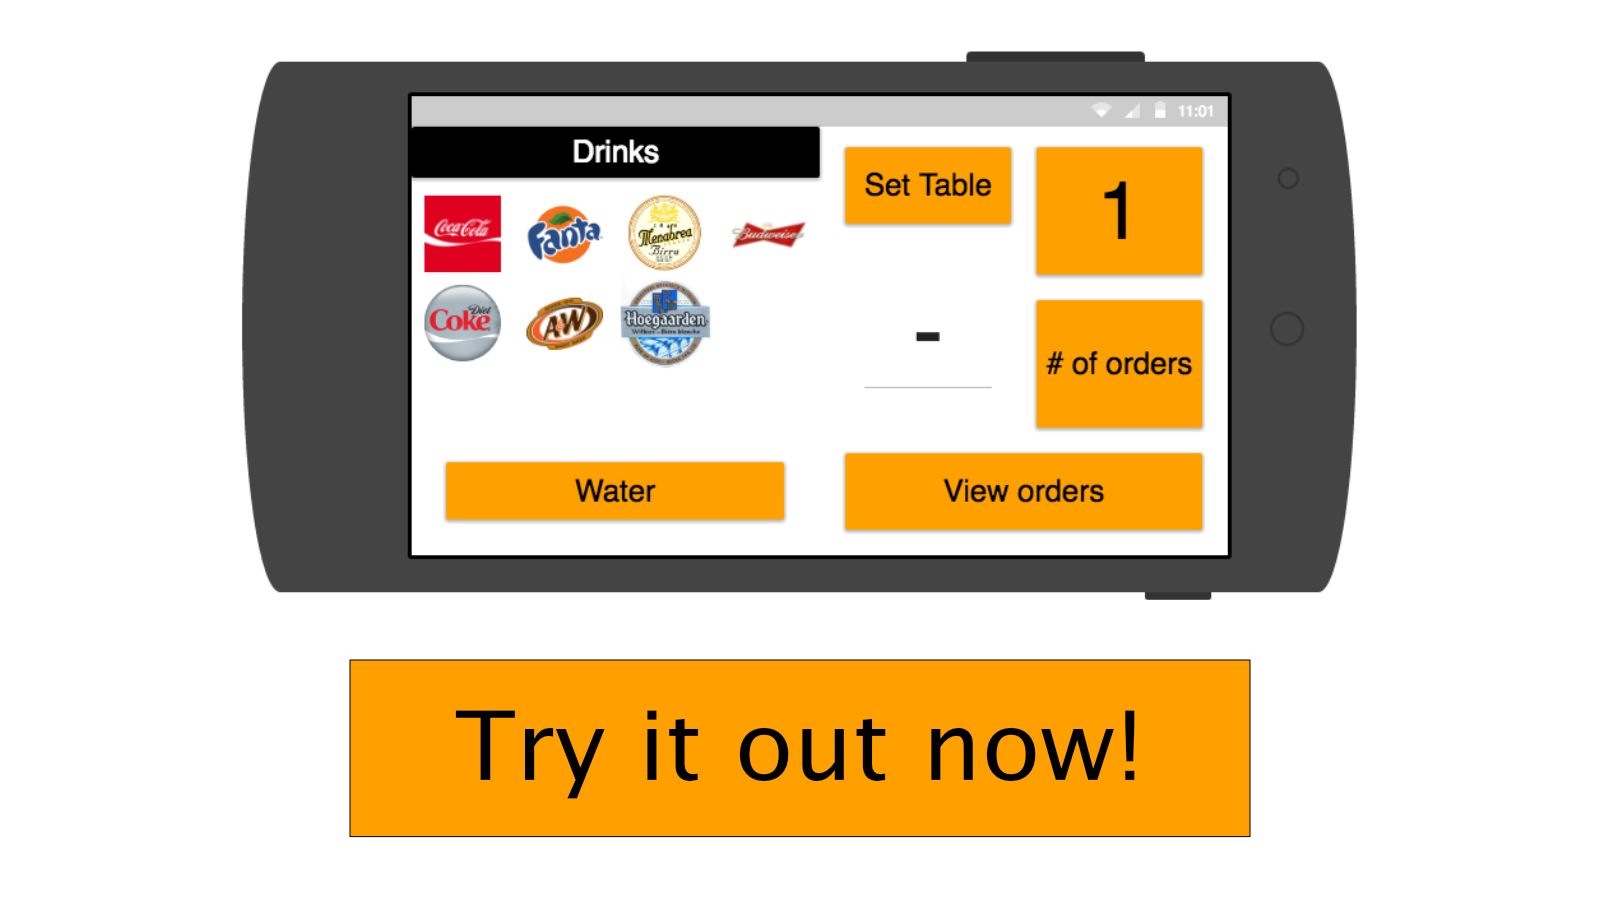 11:01
Drinks
Coca-Cola
Fanta
Menabrea
Birra
Budweiser
Diet
Coke
A&W
Hoegaarden
Water
Set Table
1
-
# of orders
View orders
Try it out now!